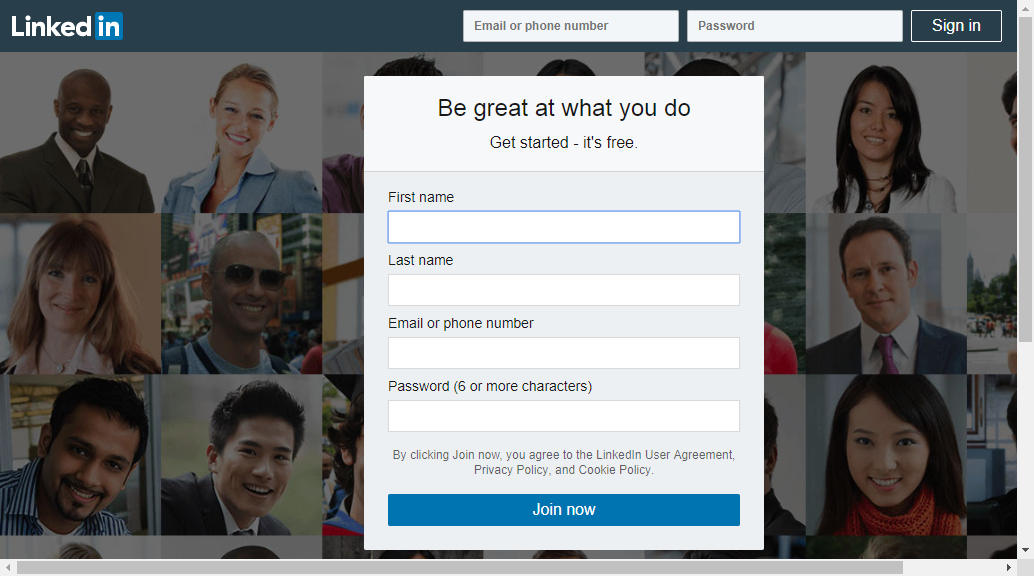 Linked in
Email or phone number
Password
Sign in
Be great at what you do
Get started - it's free.
First name
Last name
Email or phone number
Password (6 or more characters)
By clicking Join now, you agree to the LinkedIn User Agreement,
Privacy Policy, and Cookie Policy.
Join now